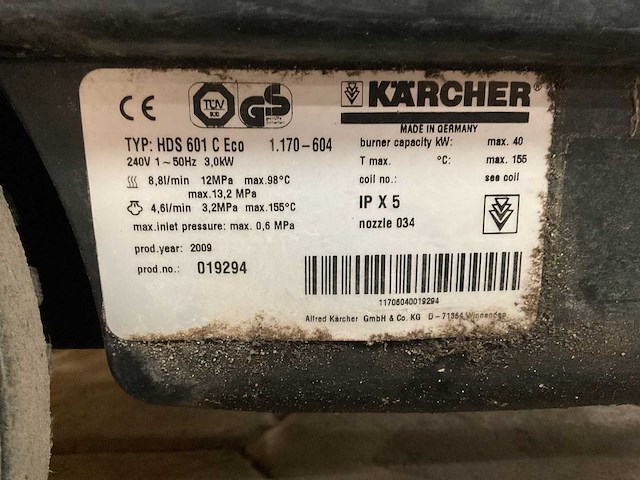 CE TÜV GS KÄRCHER
MADE IN GERMANY
TYP: HDS 601 C Eco 1.170-604
240V 1~50Hz 3,0kW
8,8l/min 12MPa max.98°C
max.13,2 MPa
4,6l/min 3,2MPa max.155°C
max.inlet pressure: max. 0,6 MPa
prod.year: 2009
prod.no.: 019294
burner capacity kW: max. 40
T max. °C: max. 155
coil no.: see coil
IP X 5
nozzle 034
11706040019294
Alfred Kärcher GmbH & Co. KG D-71364 Winnenden